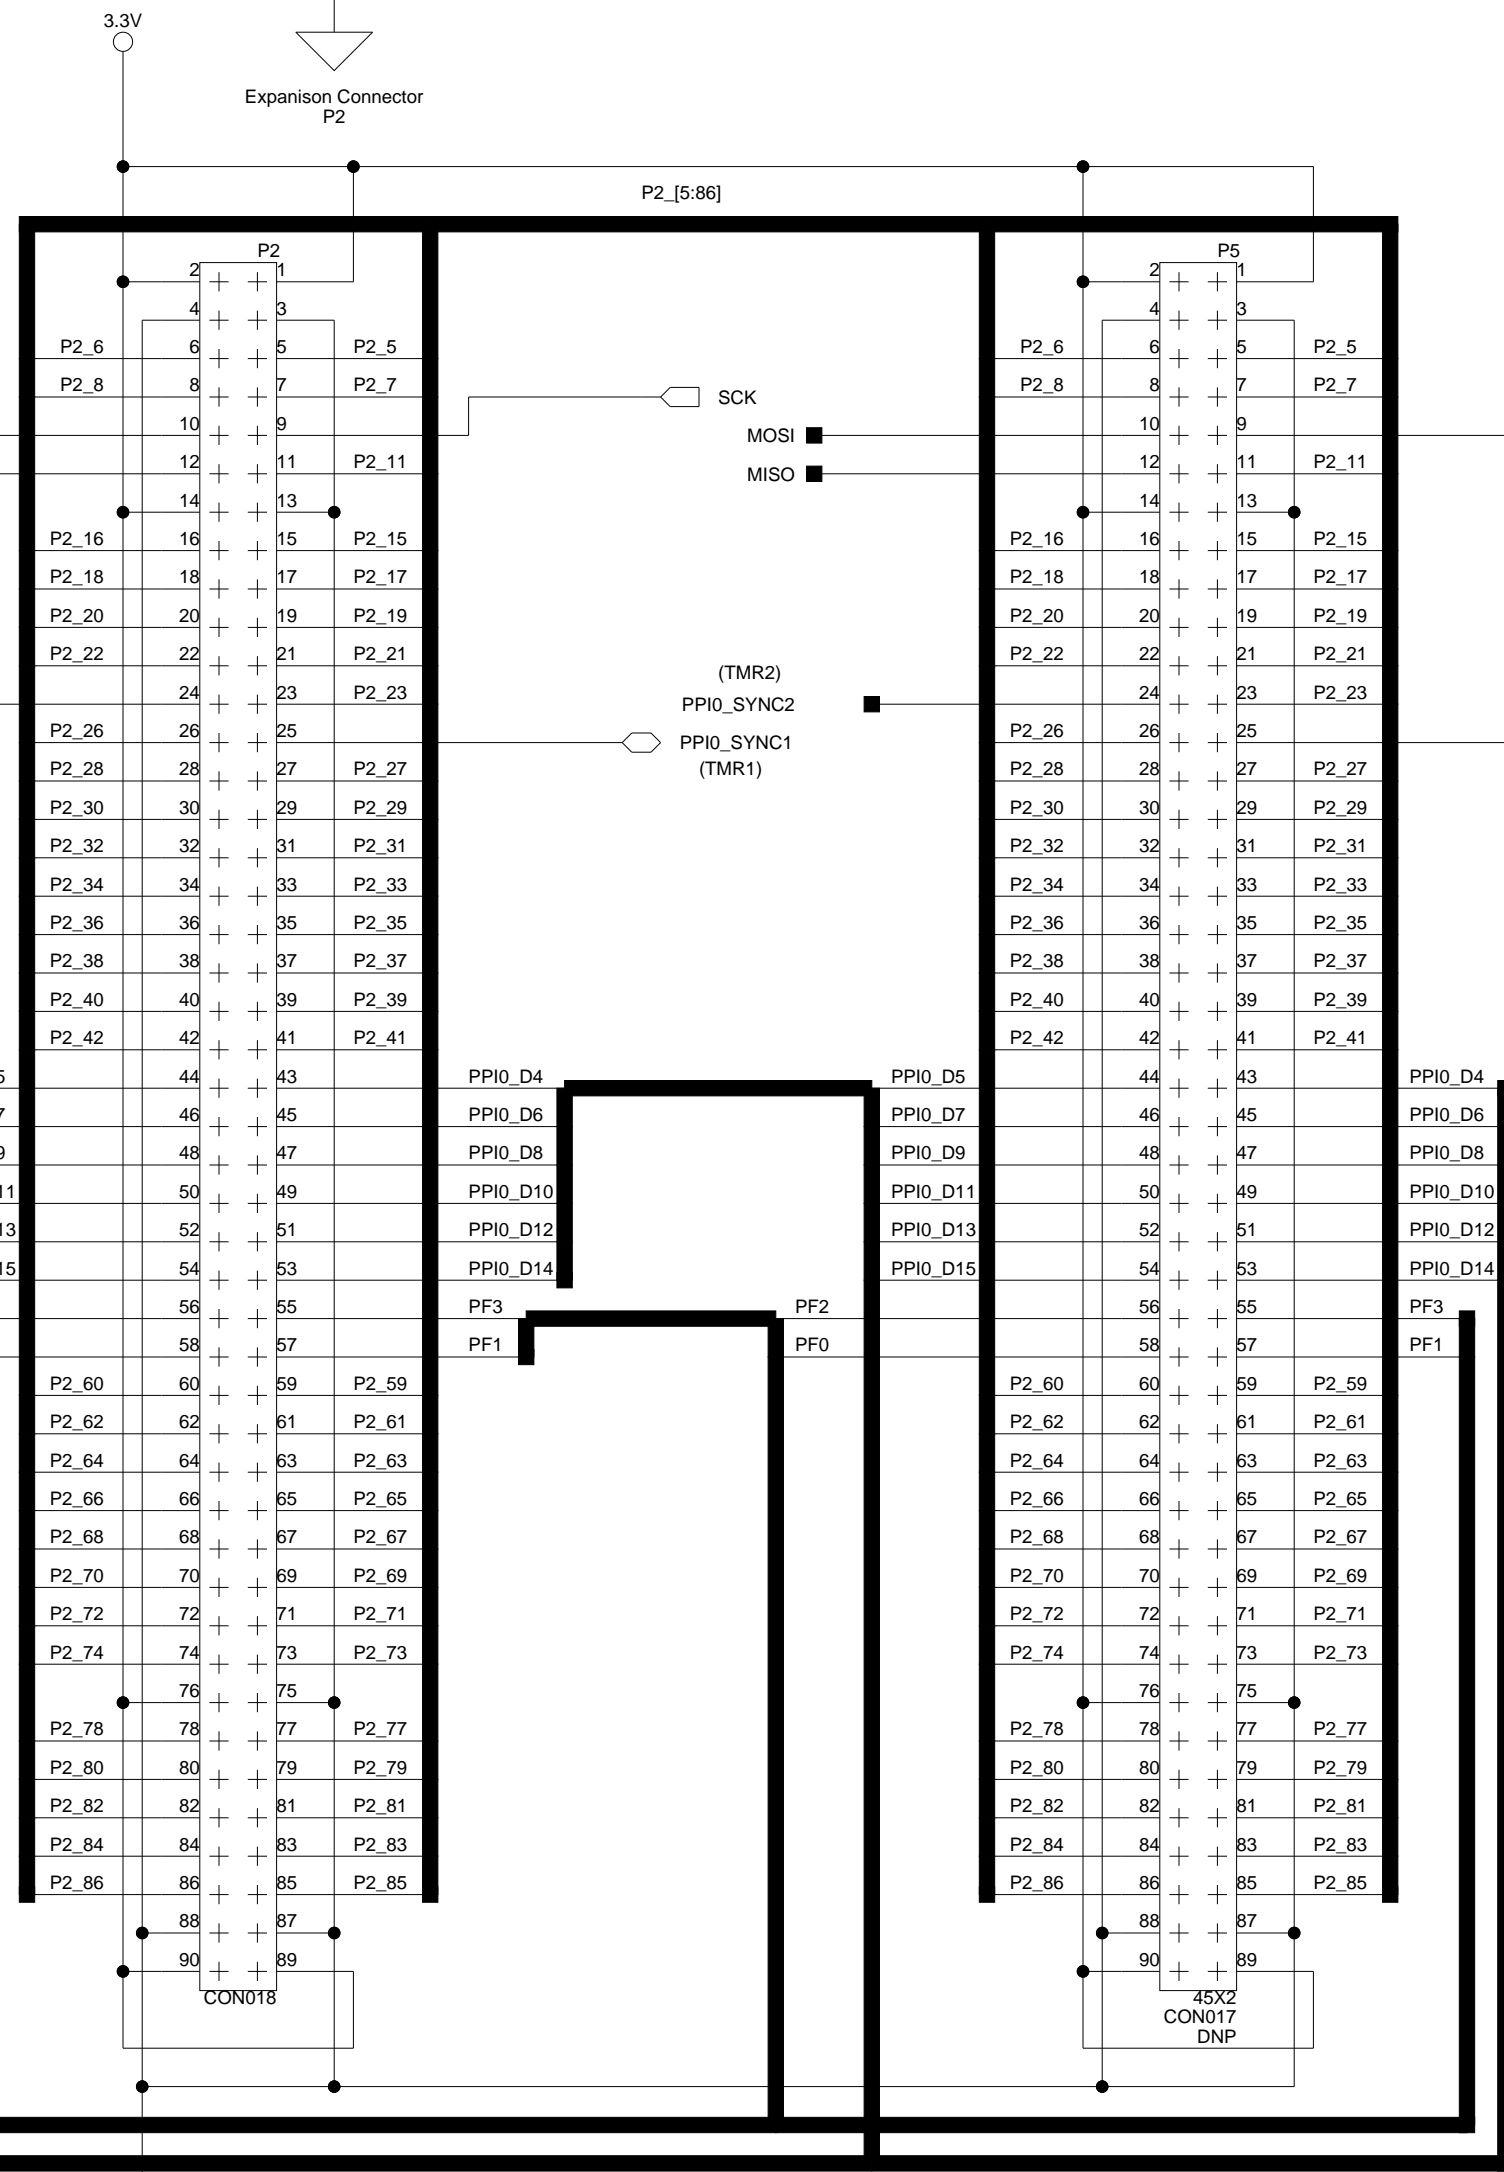 3.3V
Expanison Connector
P2
P2_[5:86]
P2 P5
2 1 2 1
4 3 4 3
P2_6 6 5 P2_5 P2_6 6 5 P2_5
P2_8 8 7 P2_7 P2_8 8 7 P2_7
SCK
10 9 MOSI 10 9
12 11 P2_11 MISO 12 11 P2_11
14 13 14 13
P2_16 16 15 P2_15 P2_16 16 15 P2_15
P2_18 18 17 P2_17 P2_18 18 17 P2_17
P2_20 20 19 P2_19 P2_20 20 19 P2_19
P2_22 22 21 P2_21 P2_22 22 21 P2_21
(TMR2)
24 23 P2_23 PPI0_SYNC2 24 23 P2_23
P2_26 26 25 PPI0_SYNC1 P2_26 26 25
(TMR1)
P2_28 28 27 P2_27 P2_28 28 27 P2_27
P2_30 30 29 P2_29 P2_30 30 29 P2_29
P2_32 32 31 P2_31 P2_32 32 31 P2_31
P2_34 34 33 P2_33 P2_34 34 33 P2_33
P2_36 36 35 P2_35 P2_36 36 35 P2_35
P2_38 38 37 P2_37 P2_38 38 37 P2_37
P2_40 40 39 P2_39 P2_40 40 39 P2_39
P2_42 42 41 P2_41 P2_42 42 41 P2_41
5 44 43 PPI0_D4 PPI0_D5 44 43 PPI0_D4
7 46 45 PPI0_D6 PPI0_D7 46 45 PPI0_D6
9 48 47 PPI0_D8 PPI0_D9 48 47 PPI0_D8
11 50 49 PPI0_D10 PPI0_D11 50 49 PPI0_D10
13 52 51 PPI0_D12 PPI0_D13 52 51 PPI0_D12
15 54 53 PPI0_D14 PPI0_D15 54 53 PPI0_D14
56 55 PF3 PF2 56 55 PF3
58 57 PF1 PF0 58 57 PF1
P2_60 60 59 P2_59 P2_60 60 59 P2_59
P2_62 62 61 P2_61 P2_62 62 61 P2_61
P2_64 64 63 P2_63 P2_64 64 63 P2_63
P2_66 66 65 P2_65 P2_66 66 65 P2_65
P2_68 68 67 P2_67 P2_68 68 67 P2_67
P2_70 70 69 P2_69 P2_70 70 69 P2_69
P2_72 72 71 P2_71 P2_72 72 71 P2_71
P2_74 74 73 P2_73 P2_74 74 73 P2_73
76 75 76 75
P2_78 78 77 P2_77 P2_78 78 77 P2_77
P2_80 80 79 P2_79 P2_80 80 79 P2_79
P2_82 82 81 P2_81 P2_82 82 81 P2_81
P2_84 84 83 P2_83 P2_84 84 83 P2_83
P2_86 86 85 P2_85 P2_86 86 85 P2_85
88 87 88 87
90 89 90 89
CON018 45X2
CON017
DNP